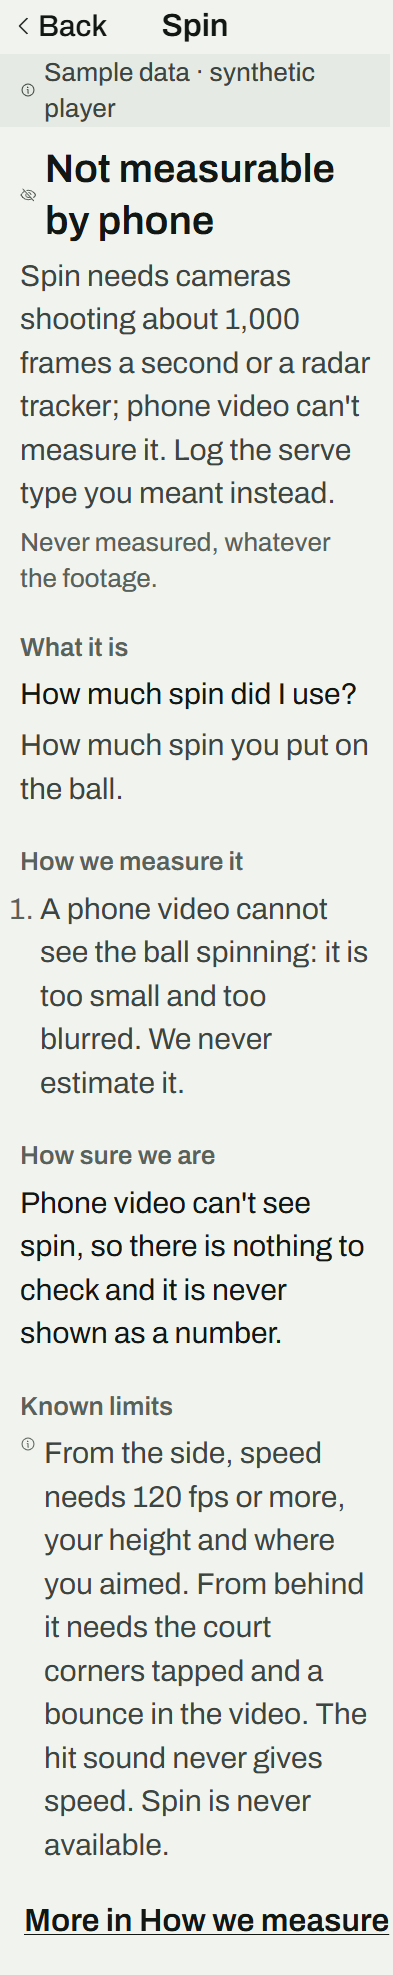 Back Spin
Sample data · synthetic
player
Not measurable
by phone
Spin needs cameras
shooting about 1,000
frames a second or a radar
tracker; phone video can't
measure it. Log the serve
type you meant instead.
Never measured, whatever
the footage.
What it is
How much spin did I use?
How much spin you put on
the ball.
How we measure it
1. A phone video cannot
see the ball spinning: it is
too small and too
blurred. We never
estimate it.
How sure we are
Phone video can't see
spin, so there is nothing to
check and it is never
shown as a number.
Known limits
From the side, speed
needs 120 fps or more,
your height and where
you aimed. From behind
it needs the court
corners tapped and a
bounce in the video. The
hit sound never gives
speed. Spin is never
available.
More in How we measure